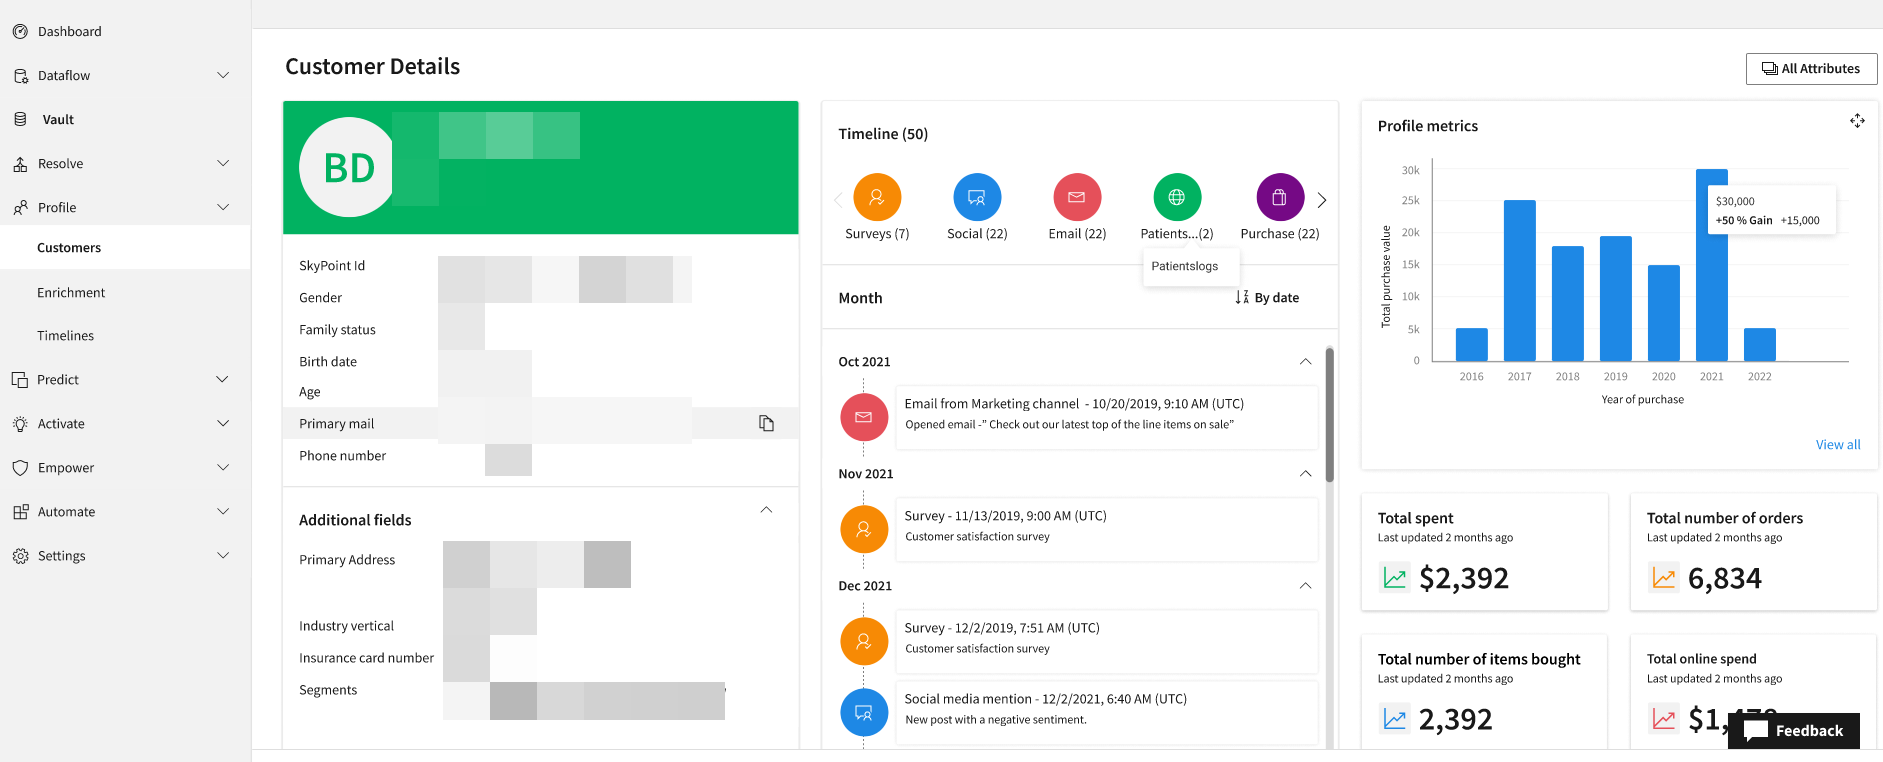 Dashboard
Dataflow
Vault
Resolve
Profile
Customers
Enrichment
Timelines
Predict
Activate
Empower
Automate
Settings
Customer Details
All Attributes
BD
SkyPoint Id
Gender
Family status
Birth date
Age
Primary mail
Phone number
Additional fields
Primary Address
Industry vertical
Insurance card number
Segments
Timeline (50)
Surveys (7)
Social (22)
Email (22)
Patients...(2)
Purchase (22)
Patientslogs
Month
By date
Oct 2021
Email from Marketing channel - 10/20/2019, 9:10 AM (UTC)
Opened email -” Check out our latest top of the line items on sale”
Nov 2021
Survey - 11/13/2019, 9:00 AM (UTC)
Customer satisfaction survey
Dec 2021
Survey - 12/2/2019, 7:51 AM (UTC)
Customer satisfaction survey
Social media mention - 12/2/2021, 6:40 AM (UTC)
New post with a negative sentiment.
Profile metrics
Total purchase value
30k
25k
20k
15k
10k
5k
0
$30,000
+50 % Gain +15,000
2016 2017 2018 2019 2020 2021 2022
Year of purchase
View all
Total spent
Last updated 2 months ago
$2,392
Total number of orders
Last updated 2 months ago
6,834
Total number of items bought
Last updated 2 months ago
2,392
Total online spend
Last updated 2 months ago
Feedback